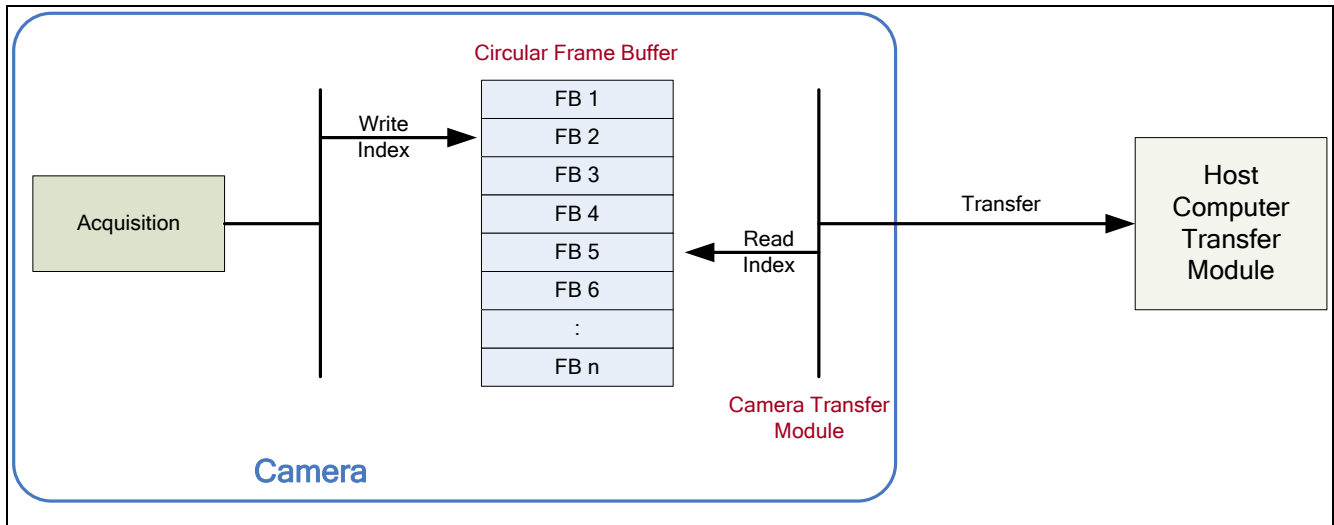 Circular Frame Buffer
FB 1
FB 2
FB 3
FB 4
FB 5
FB 6
:
FB n
Write
Index
Acquisition
Read
Index
Transfer
Host
Computer
Transfer
Module
Camera Transfer
Module
Camera